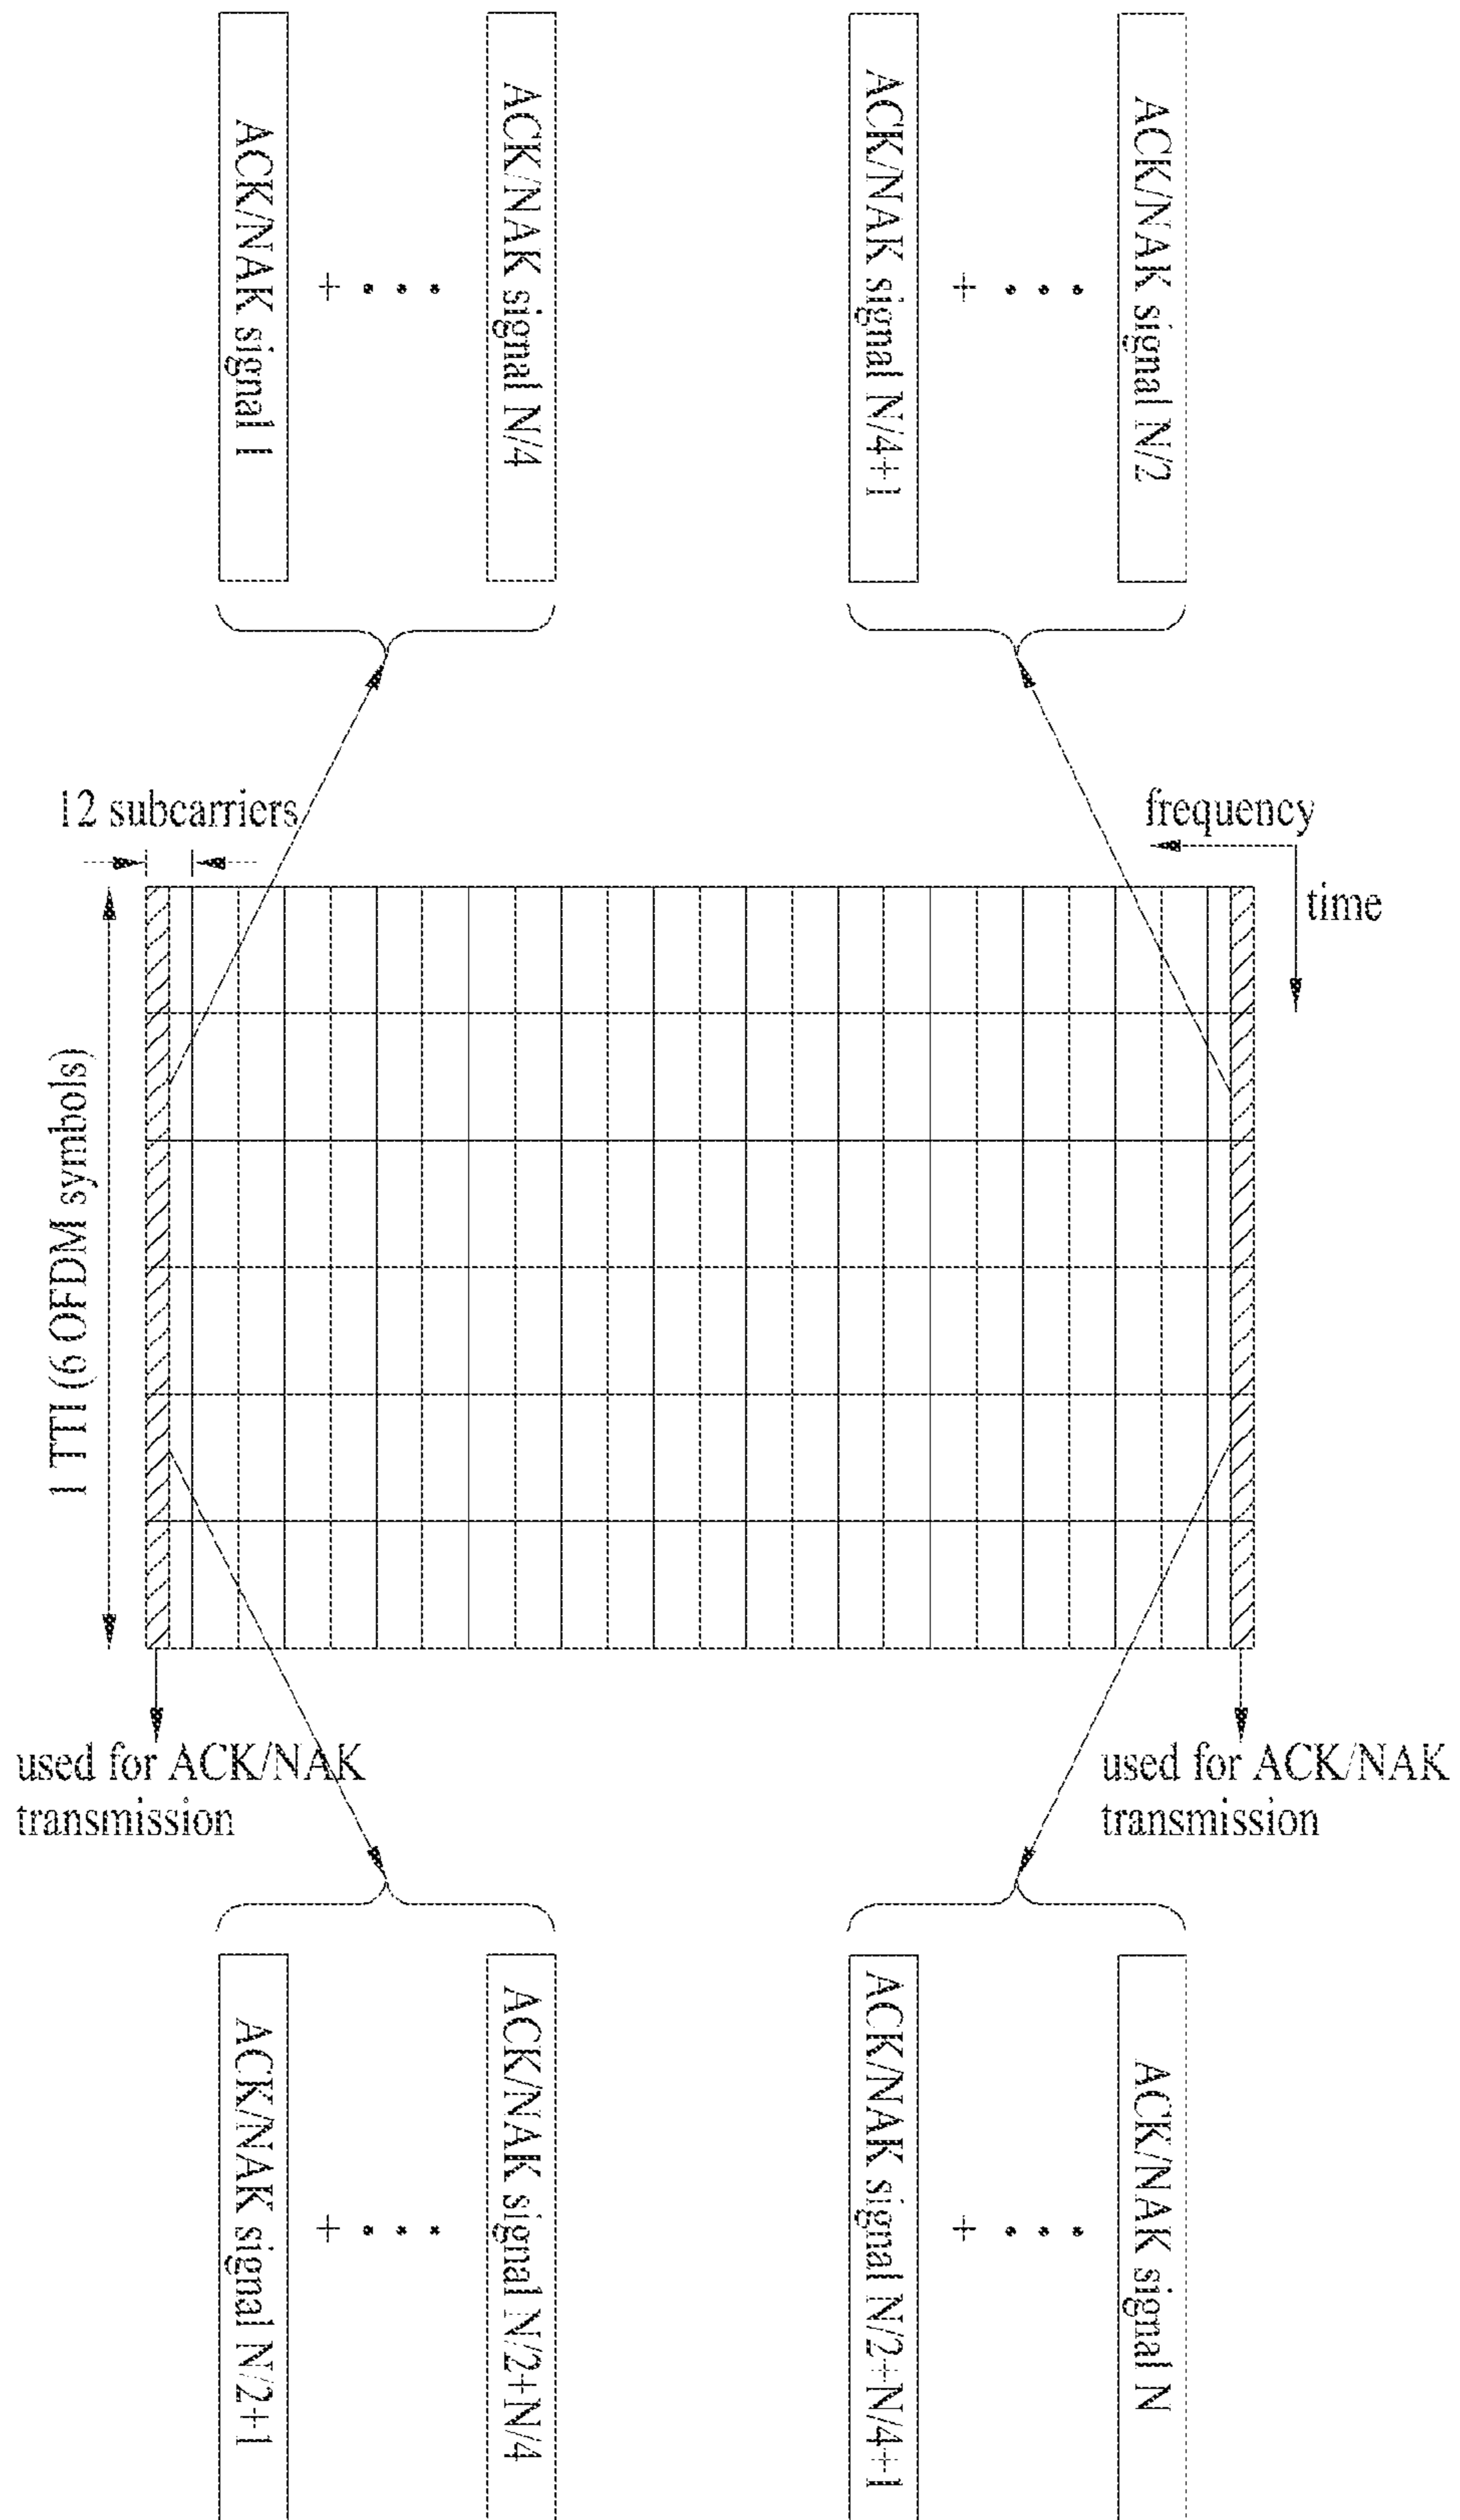 ACK/NAK signal 1
+ • • •
ACK/NAK signal N/4
ACK/NAK signal N/4+1
+ • • •
ACK/NAK signal N/2
12 subcarriers
frequency
time
1 TTI (6 OFDM symbols)
used for ACK/NAK
transmission
used for ACK/NAK
transmission
ACK/NAK signal N/2+1
+ • • •
ACK/NAK signal N/2+N/4
ACK/NAK signal N/2+N/4+1
+ • • •
ACK/NAK signal N